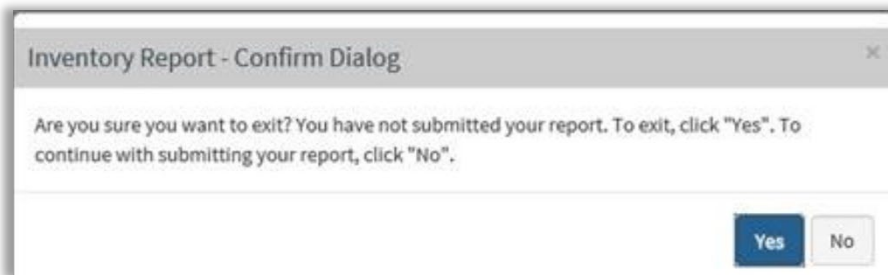 Inventory Report - Confirm Dialog
×
Are you sure you want to exit? You have not submitted your report. To exit, click "Yes". To
continue with submitting your report, click "No".
Yes No